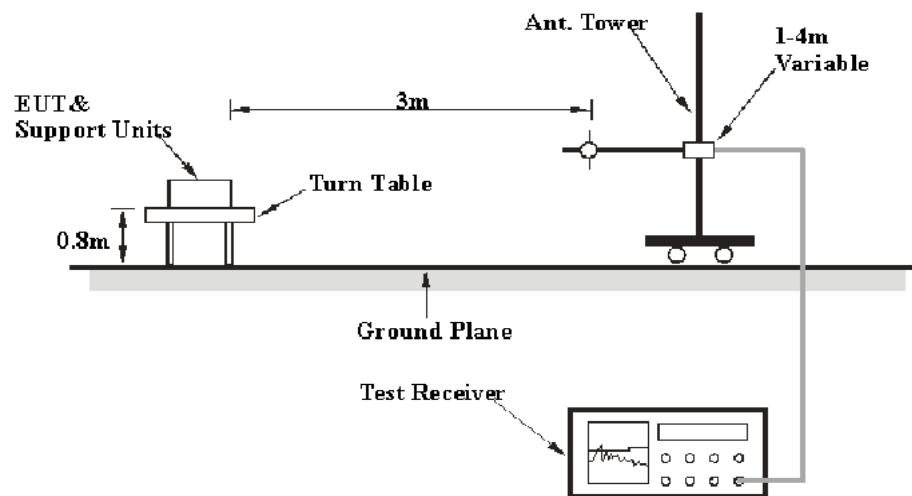 Ant. Tower
1-4m
Variable
EUT&
Support Units
3m
Turn Table
0.8m
Ground Plane
Test Receiver